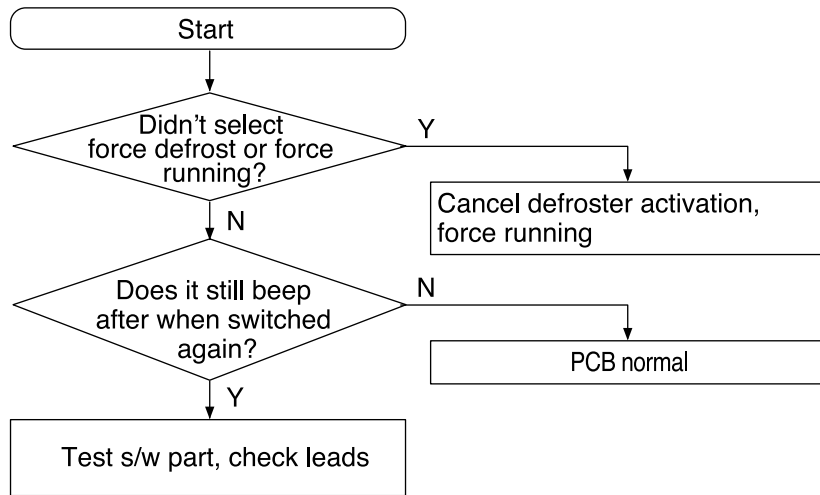 Start
Didn't select
force defrost or force
running?
Y
Cancel defroster activation,
force running
N
Does it still beep
after when switched
again?
N
PCB normal
Y
Test s/w part, check leads